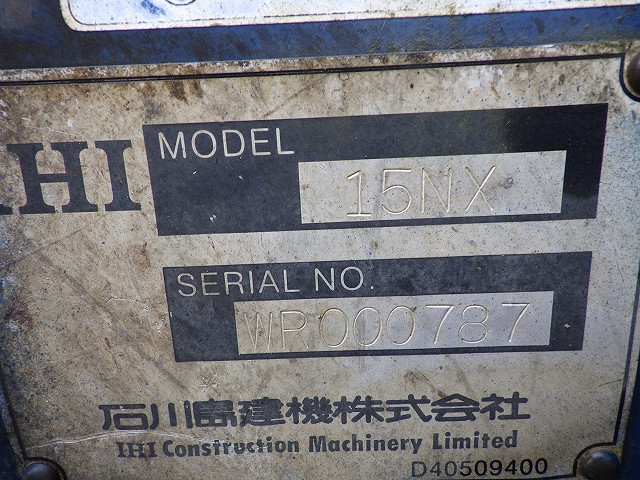 IHI
MODEL
15NX
SERIAL NO.
WR000787
石川島建機株式会社
IHI Construction Machinery Limited
D40509400